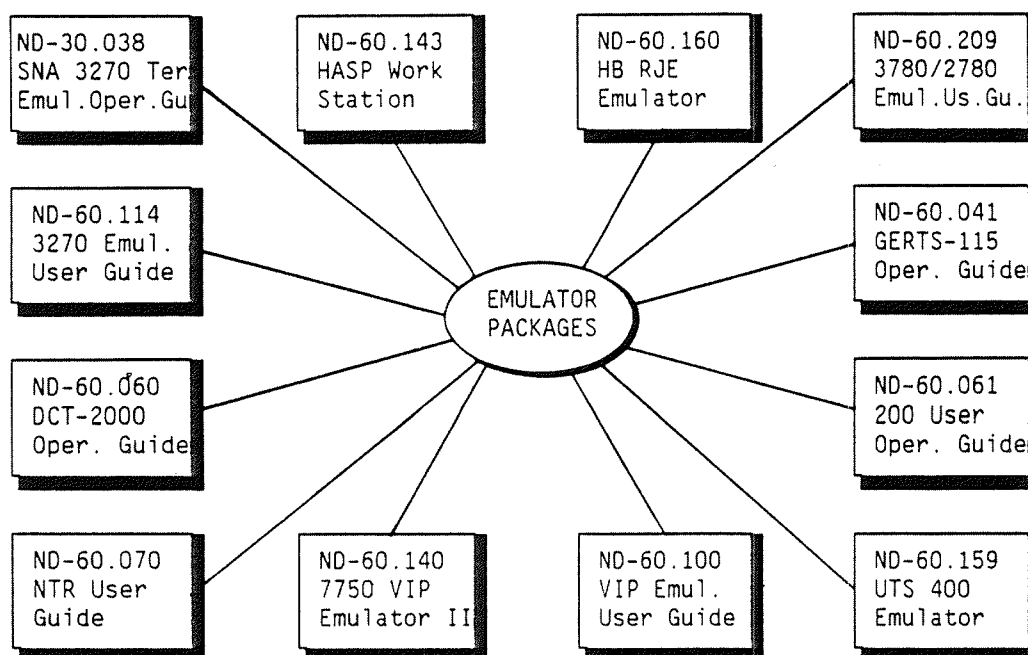 ND-30.038
SNA 3270 Ter
Emul.Oper.Gu
ND-60.143
HASP Work
Station
ND-60.160
HB RJE
Emulator
ND-60.209
3780/2780
Emul.Us.Gu.
ND-60.114
3270 Emul.
User Guide
ND-60.041
GERTS-115
Oper. Guide
EMULATOR
PACKAGES
ND-60.060
DCT-2000
Oper. Guide
ND-60.061
200 User
Oper. Guide
ND-60.070
NTR User
Guide
ND-60.140
7750 VIP
Emulator II
ND-60.100
VIP Emul.
User Guide
ND-60.159
UTS 400
Emulator